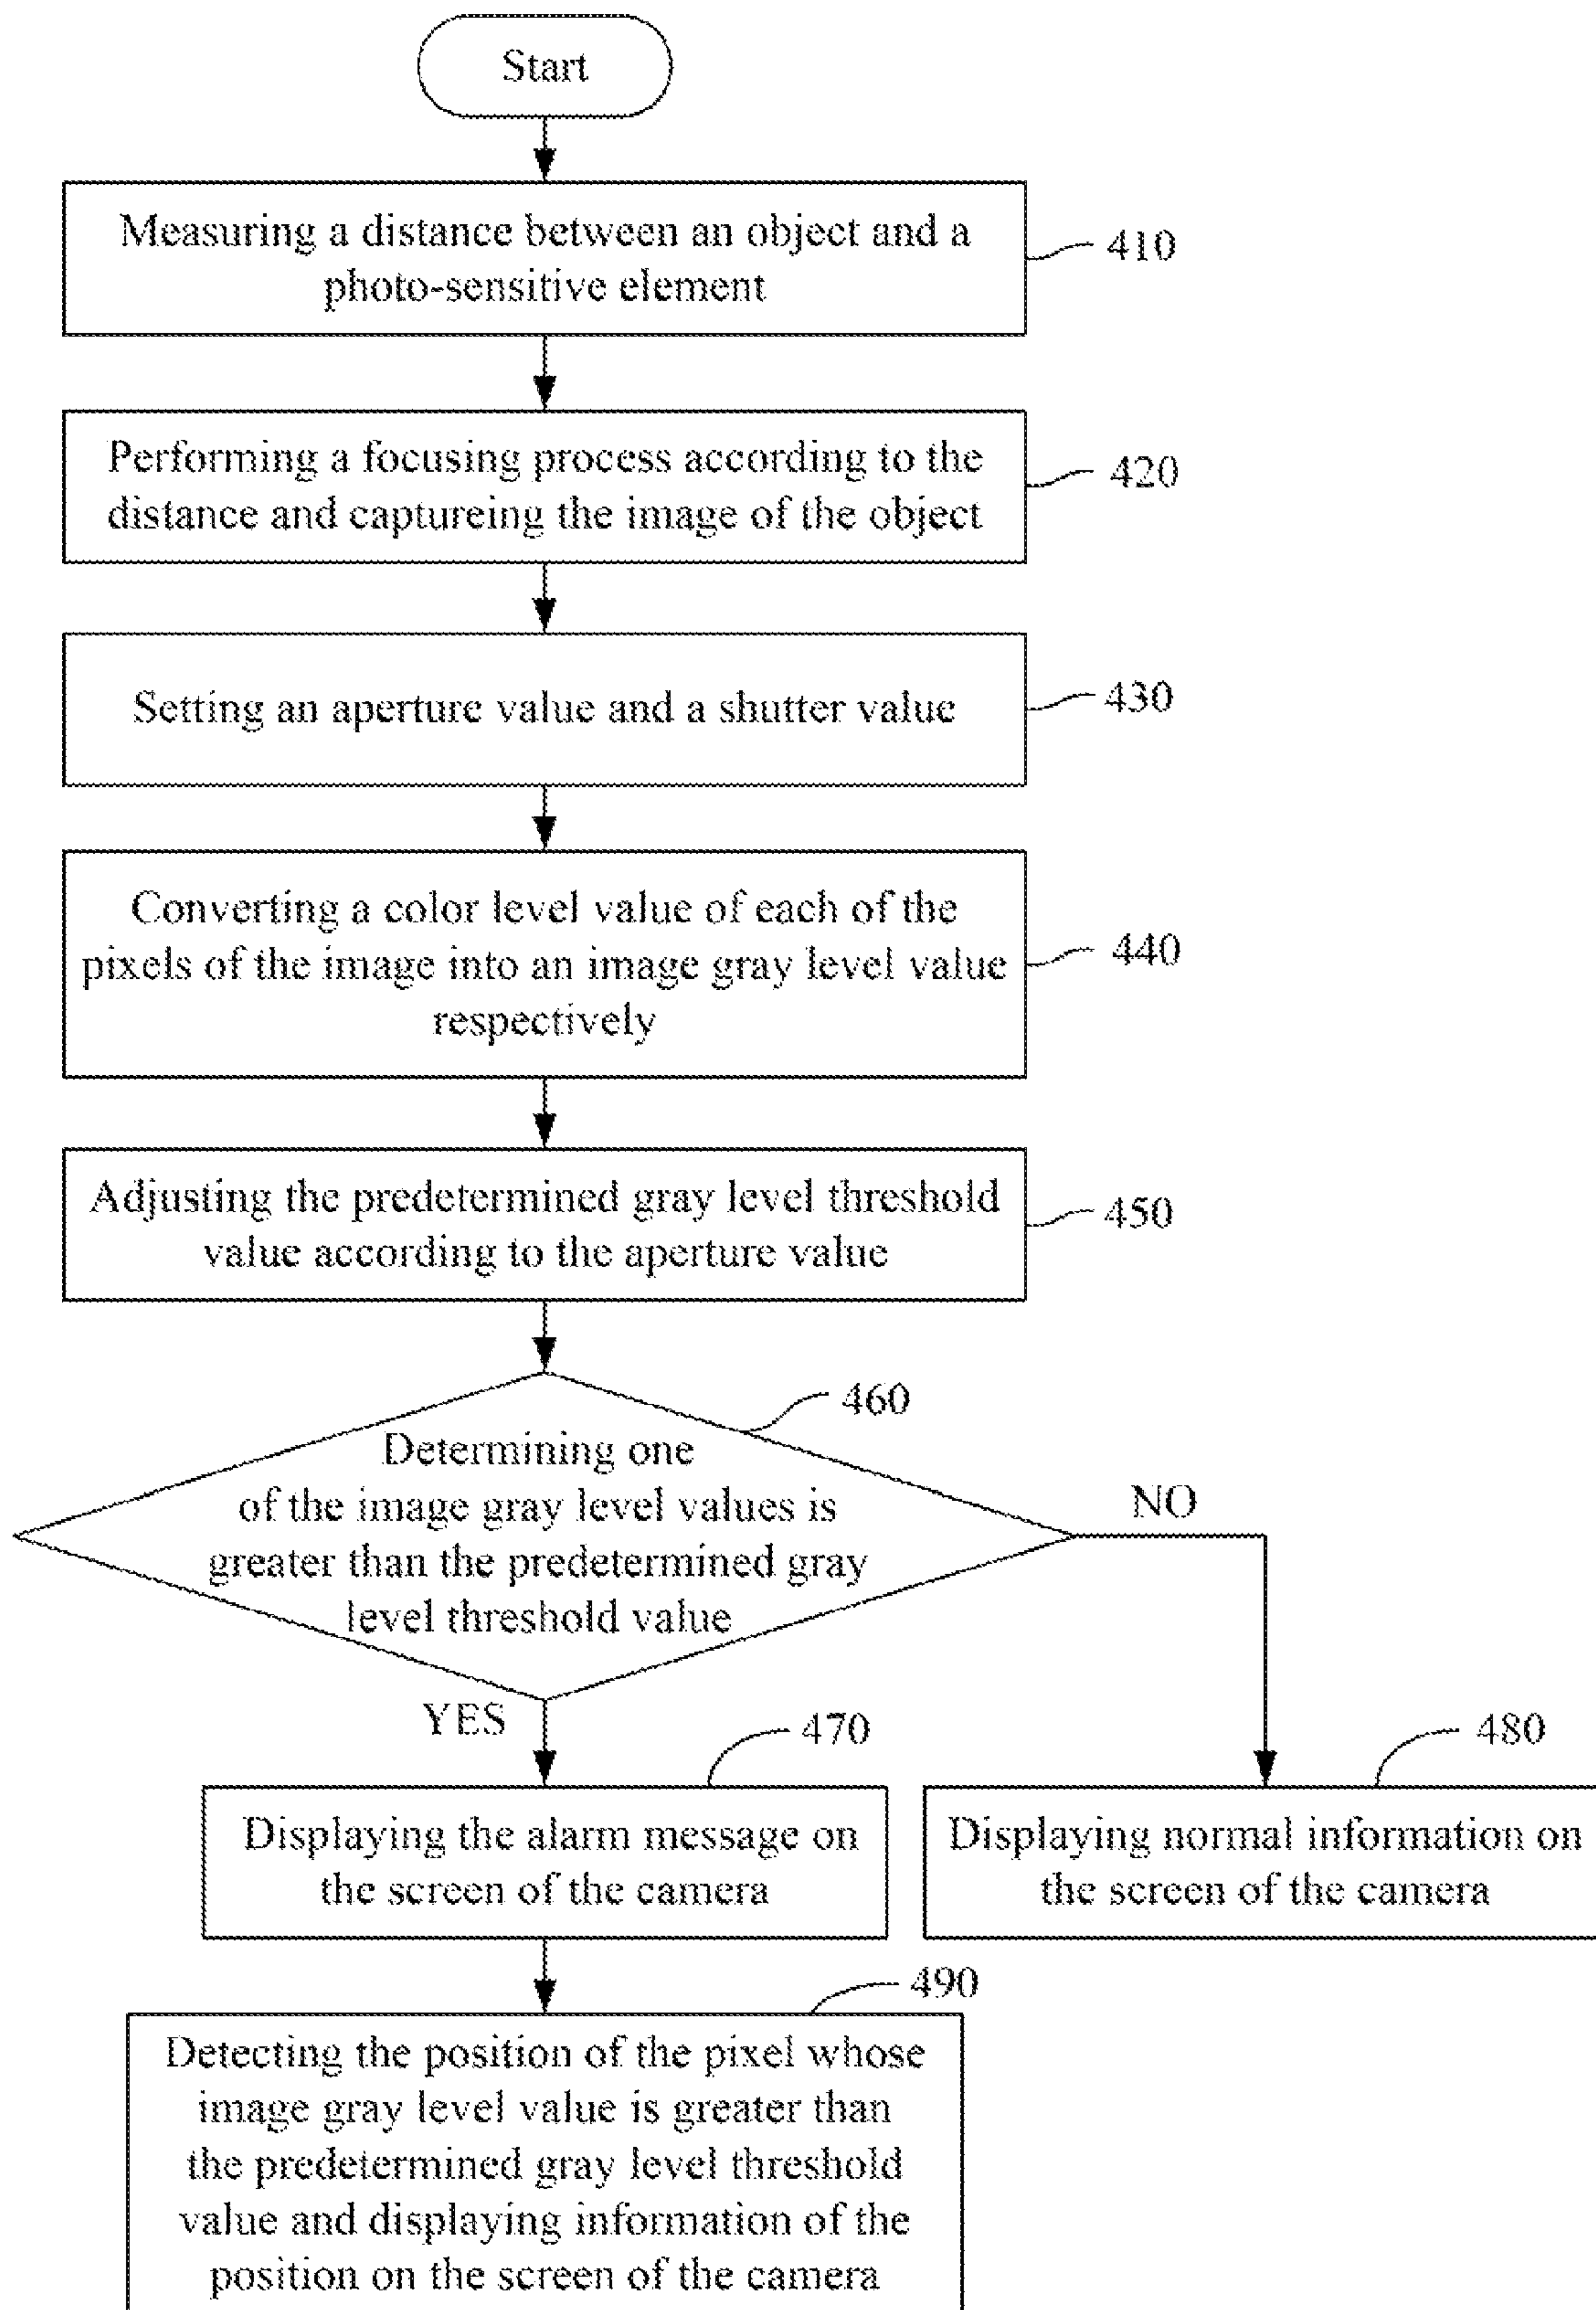 Start
Measuring a distance between an object and a
photo-sensitive element
410
Performing a focusing process according to the
distance and captureing the image of the object
420
Setting an aperture value and a shutter value
430
Converting a color level value of each of the
pixels of the image into an image gray level value
respectively
440
Adjusting the predetermined gray level threshold
value according to the aperture value
450
460
Determining one
of the image gray level values is
greater than the predetermined gray
level threshold value
NO
YES
470
480
Displaying the alarm message on
the screen of the camera
Displaying normal information on
the screen of the camera
490
Detecting the position of the pixel whose
image gray level value is greater than
the predetermined gray level threshold
value and displaying information of the
position on the screen of the camera